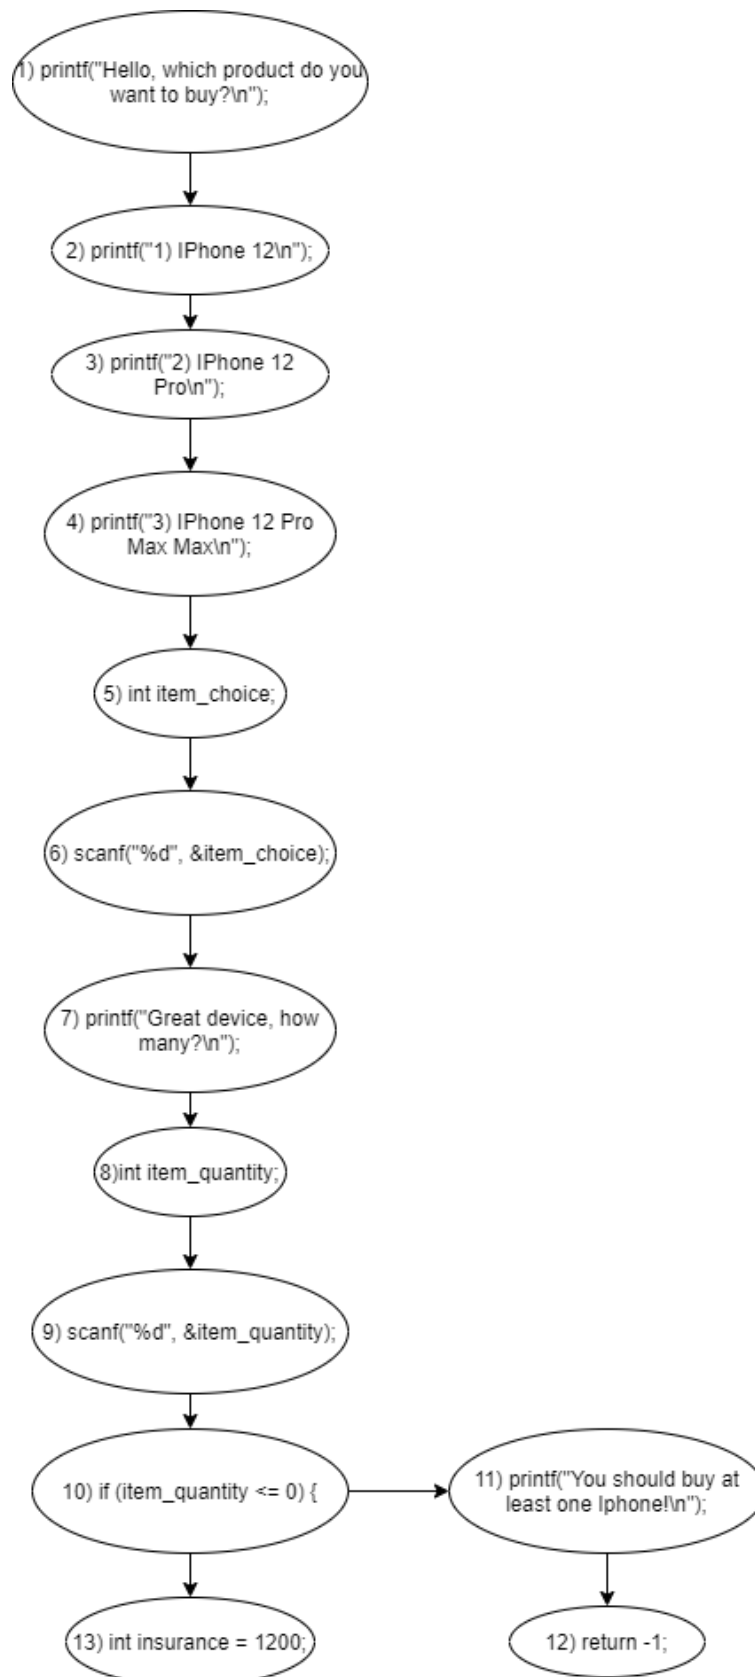 1) printf("Hello, which product do you
want to buy?\n");
2) printf("1) IPhone 12\n");
3) printf("2) IPhone 12
Pro\n");
4) printf("3) IPhone 12 Pro
Max Max\n");
5) int item_choice;
6) scanf("%d", &item_choice);
7) printf("Great device, how
many?\n");
8)int item_quantity;
9) scanf("%d", &item_quantity);
10) if (item_quantity <= 0) {
11) printf("You should buy at
least one Iphone!\n");
13) int insurance = 1200;
12) return -1;